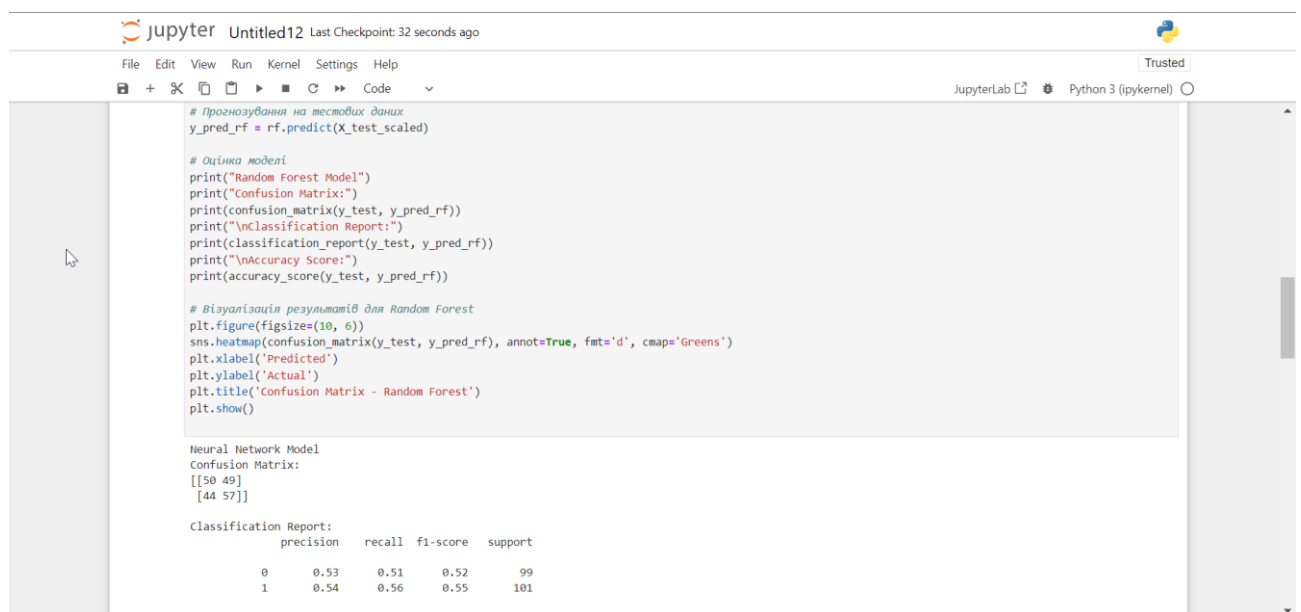 jupyter Untitled12 Last Checkpoint: 32 seconds ago
File Edit View Run Kernel Settings Help Trusted
Code JupyterLab Python 3 (ipykernel)
# Прогнозування на тестових даних
y_pred_rf = rf.predict(X_test_scaled)
# Оцінка моделі
print("Random Forest Model")
print("Confusion Matrix:")
print(confusion_matrix(y_test, y_pred_rf))
print("\nClassification Report:")
print(classification_report(y_test, y_pred_rf))
print("\nAccuracy Score:")
print(accuracy_score(y_test, y_pred_rf))
# Візуалізація результатів для Random Forest
plt.figure(figsize=(10, 6))
sns.heatmap(confusion_matrix(y_test, y_pred_rf), annot=True, fmt='d', cmap='Greens')
plt.xlabel('Predicted')
plt.ylabel('Actual')
plt.title('Confusion Matrix - Random Forest')
plt.show()
Neural Network Model
Confusion Matrix:
[[50 49]
[44 57]]
Classification Report:
precision recall f1-score support
0 0.53 0.51 0.52 99
1 0.54 0.56 0.55 101